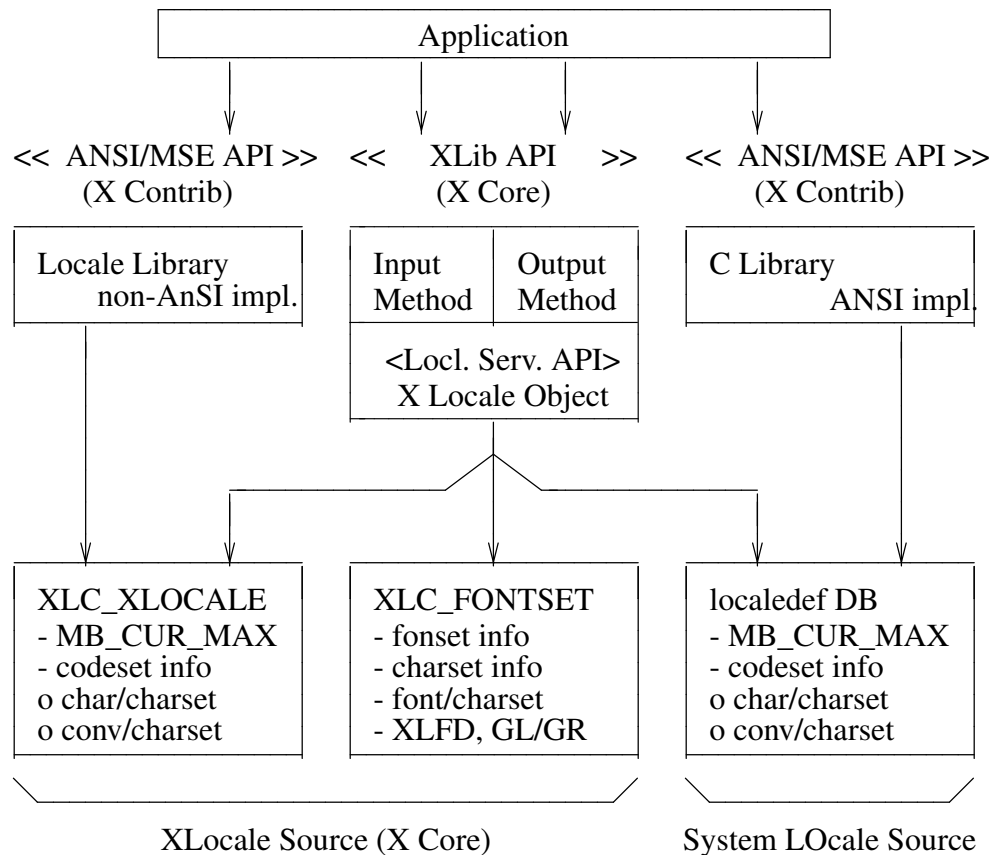 Application
<< ANSI/MSE API >>
(X Contrib)
<< XLib API >>
(X Core)
<< ANSI/MSE API >>
(X Contrib)
Locale Library
non-AnSI impl.
Input
Method
Output
Method
C Library
ANSI impl.
<Locl. Serv. API>
X Locale Object
XLC_XLOCALE
- MB_CUR_MAX
- codeset info
o char/charset
o conv/charset
XLC_FONTSET
- fonset info
- charset info
- font/charset
- XLFD, GL/GR
localedef DB
- MB_CUR_MAX
- codeset info
o char/charset
o conv/charset
XLocale Source (X Core)
System LOcale Source